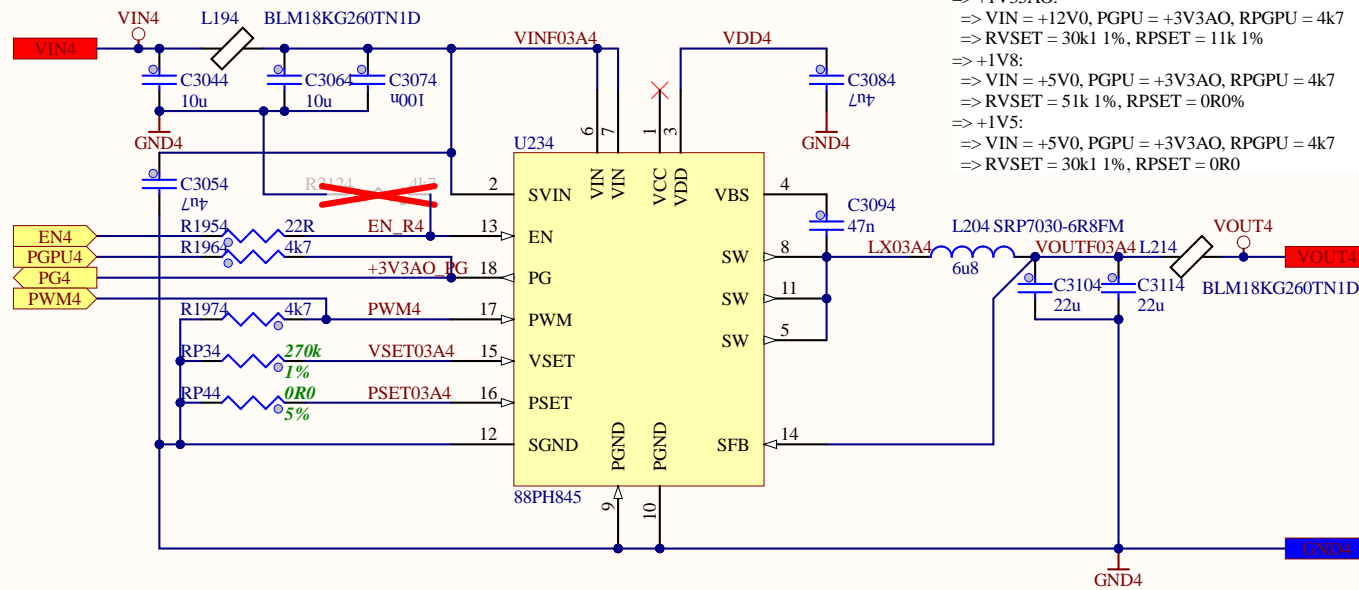 => +1V35AO:
=> VIN = +12V0, PGPU = +3V3AO, RPGPU = 4k7
=> RVSET = 30k1 1%, RPSET = 11k 1%
=> +1V8:
=> VIN = +5V0, PGPU = +3V3AO, RPGPU = 4k7
=> RVSET = 51k 1%, RPSET = 0R0%
=> +1V5:
=> VIN = +5V0, PGPU = +3V3AO, RPGPU = 4k7
=> RVSET = 30k1 1%, RPSET = 0R0
VIN4
VIN4
L194
BLM18KG260TN1D
C3044
10u
C3064
10u
C3074
100n
GND4
VINF03A4
VDD4
C3084
4u7
GND4
C3054
4u7
4k7
EN4
R1954
22R
EN_R4
PGPU4
R1964
4k7
PG4
+3V3AO_PG
PWM4
R1974
4k7
PWM4
RP34
270k
1%
VSET03A4
RP44
0R0
5%
PSET03A4
U234
6
7
1
3
VIN
VIN
VCC
VDD
2
SVIN
13
EN
18
PG
17
PWM
15
VSET
16
PSET
12
SGND
PGND
PGND
9
10
VBS
4
SW
8
SW
11
SW
5
SFB
14
88PH845
C3094
47n
LX03A4
L204
SRP7030-6R8FM
6u8
VOUTF03A4
L214
VOUT4
VOUT4
BLM18KG260TN1D
C3104
22u
C3114
22u
GND4
GND4